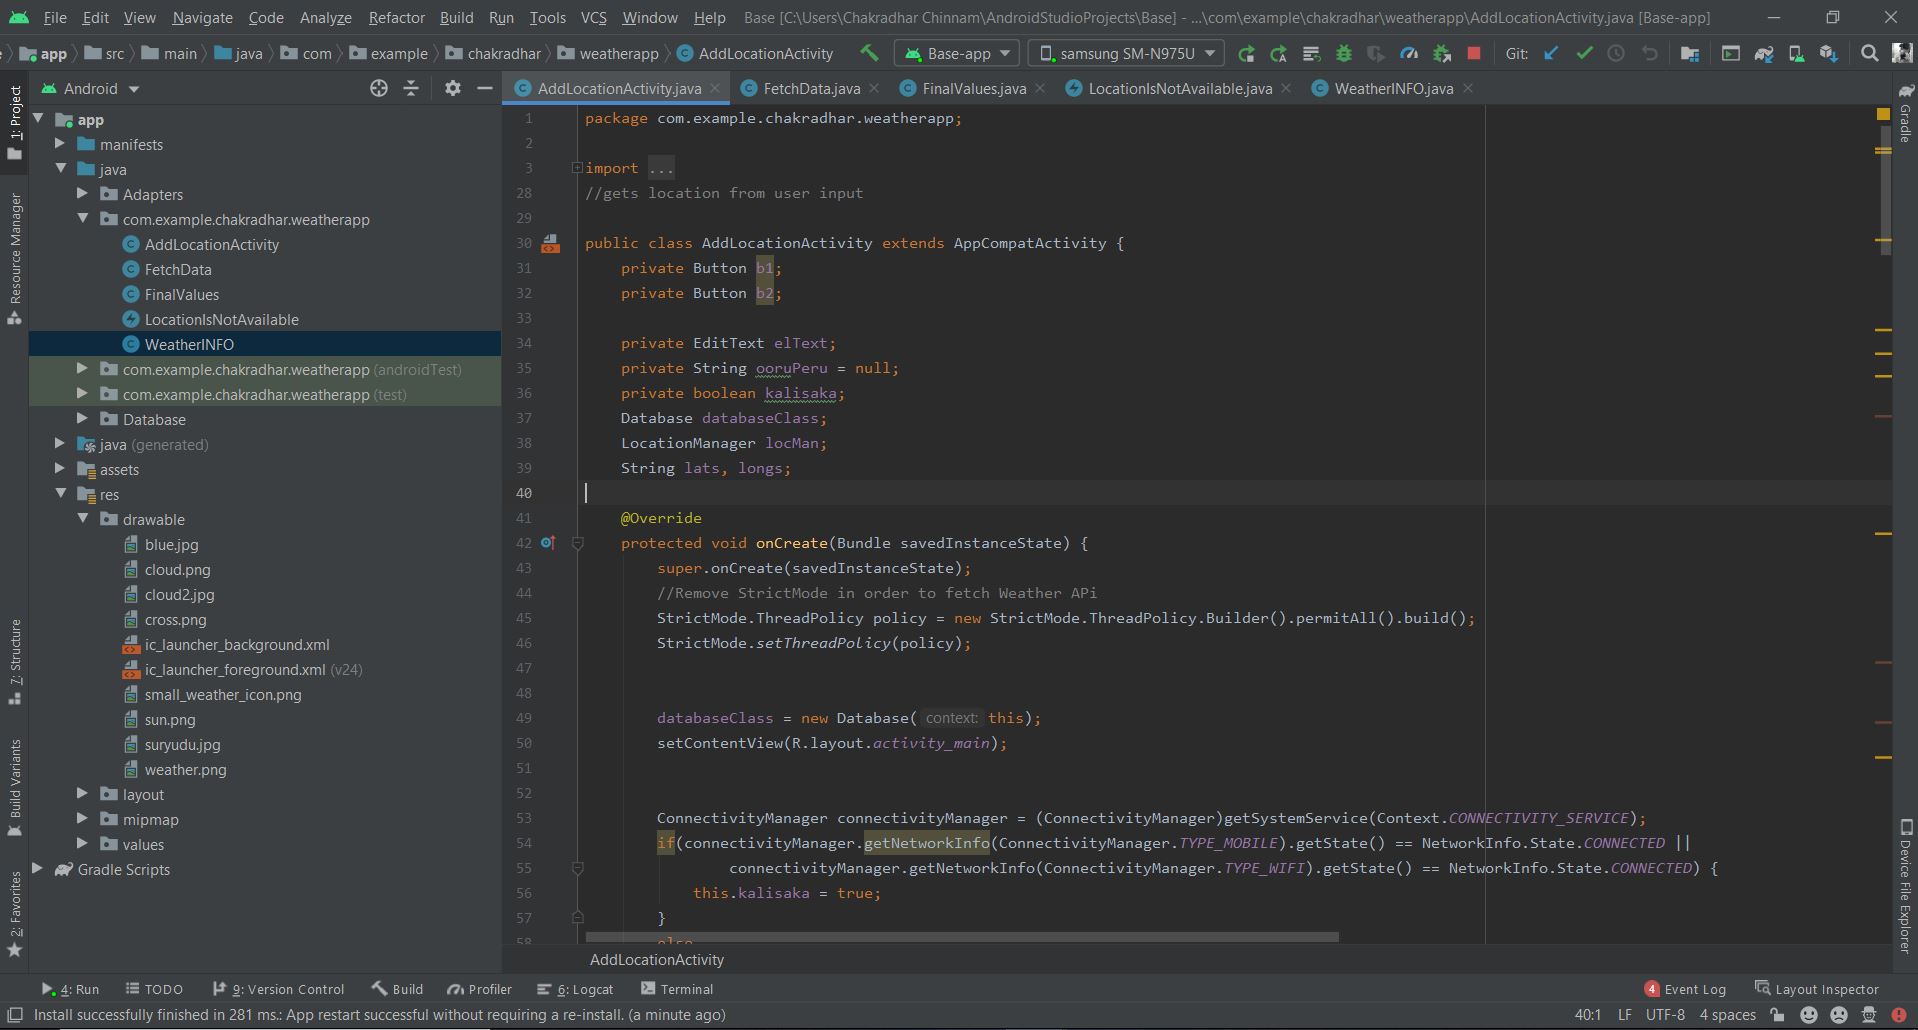 File Edit View Navigate Code Analyze Refactor Build Run Tools VCS Window Help Base [C:\Users\Chakradhar Chinnam\AndroidStudioProjects\Base] - ...\com\example\chakradhar\weatherapp\AddLocationActivity.java [Base-app]
app src main java com example chakradhar weatherapp AddLocationActivity Base-app samsung SM-N975U Git:
Android
AddLocationActivity.java FetchData.java FinalValues.java LocationIsNotAvailable.java WeatherINFO.java
1: Project
Resource Manager
7: Structure
Build Variants
2: Favorites
app
manifests
java
Adapters
com.example.chakradhar.weatherapp
AddLocationActivity
FetchData
FinalValues
LocationIsNotAvailable
WeatherINFO
com.example.chakradhar.weatherapp (androidTest)
com.example.chakradhar.weatherapp (test)
Database
java (generated)
assets
res
drawable
blue.jpg
cloud.png
cloud2.jpg
cross.png
ic_launcher_background.xml
ic_launcher_foreground.xml (v24)
small_weather_icon.png
sun.png
suryudu.jpg
weather.png
layout
mipmap
values
Gradle Scripts
1 package com.example.chakradhar.weatherapp;
2
3 import ...
28 //gets location from user input
29
30 public class AddLocationActivity extends AppCompatActivity {
31 private Button b1;
32 private Button b2;
33
34 private EditText elText;
35 private String ooruPeru = null;
36 private boolean kalisaka;
37 Database databaseClass;
38 LocationManager locMan;
39 String lats, longs;
40
41 @Override
42 protected void onCreate(Bundle savedInstanceState) {
43 super.onCreate(savedInstanceState);
44 //Remove StrictMode in order to fetch Weather APi
45 StrictMode.ThreadPolicy policy = new StrictMode.ThreadPolicy.Builder().permitAll().build();
46 StrictMode.setThreadPolicy(policy);
47
48
49 databaseClass = new Database( context: this);
50 setContentView(R.layout.activity_main);
51
52
53 ConnectivityManager connectivityManager = (ConnectivityManager)getSystemService(Context.CONNECTIVITY_SERVICE);
54 if(connectivityManager.getNetworkInfo(ConnectivityManager.TYPE_MOBILE).getState() == NetworkInfo.State.CONNECTED ||
55 connectivityManager.getNetworkInfo(ConnectivityManager.TYPE_WIFI).getState() == NetworkInfo.State.CONNECTED) {
56 this.kalisaka = true;
57 }
58 else
AddLocationActivity
Gradle
Device File Explorer
4: Run TODO 9: Version Control Build Profiler 6: Logcat Terminal 4 Event Log Layout Inspector
Install successfully finished in 281 ms.: App restart successful without requiring a re-install. (a minute ago) 40:1 LF UTF-8 4 spaces